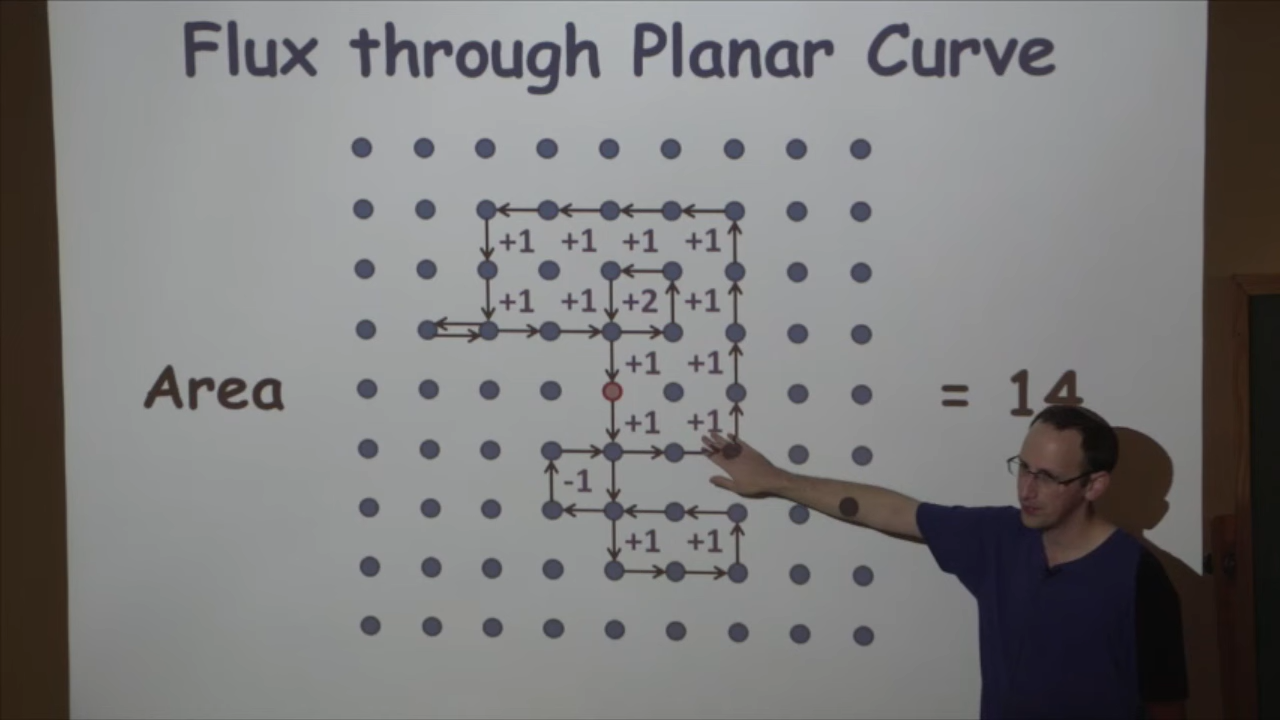 Flux through Planar Curve
+1 +1 +1 +1
+1 +1 +2 +1
+1 +1
Area = 14
+1 +1
-1
+1 +1